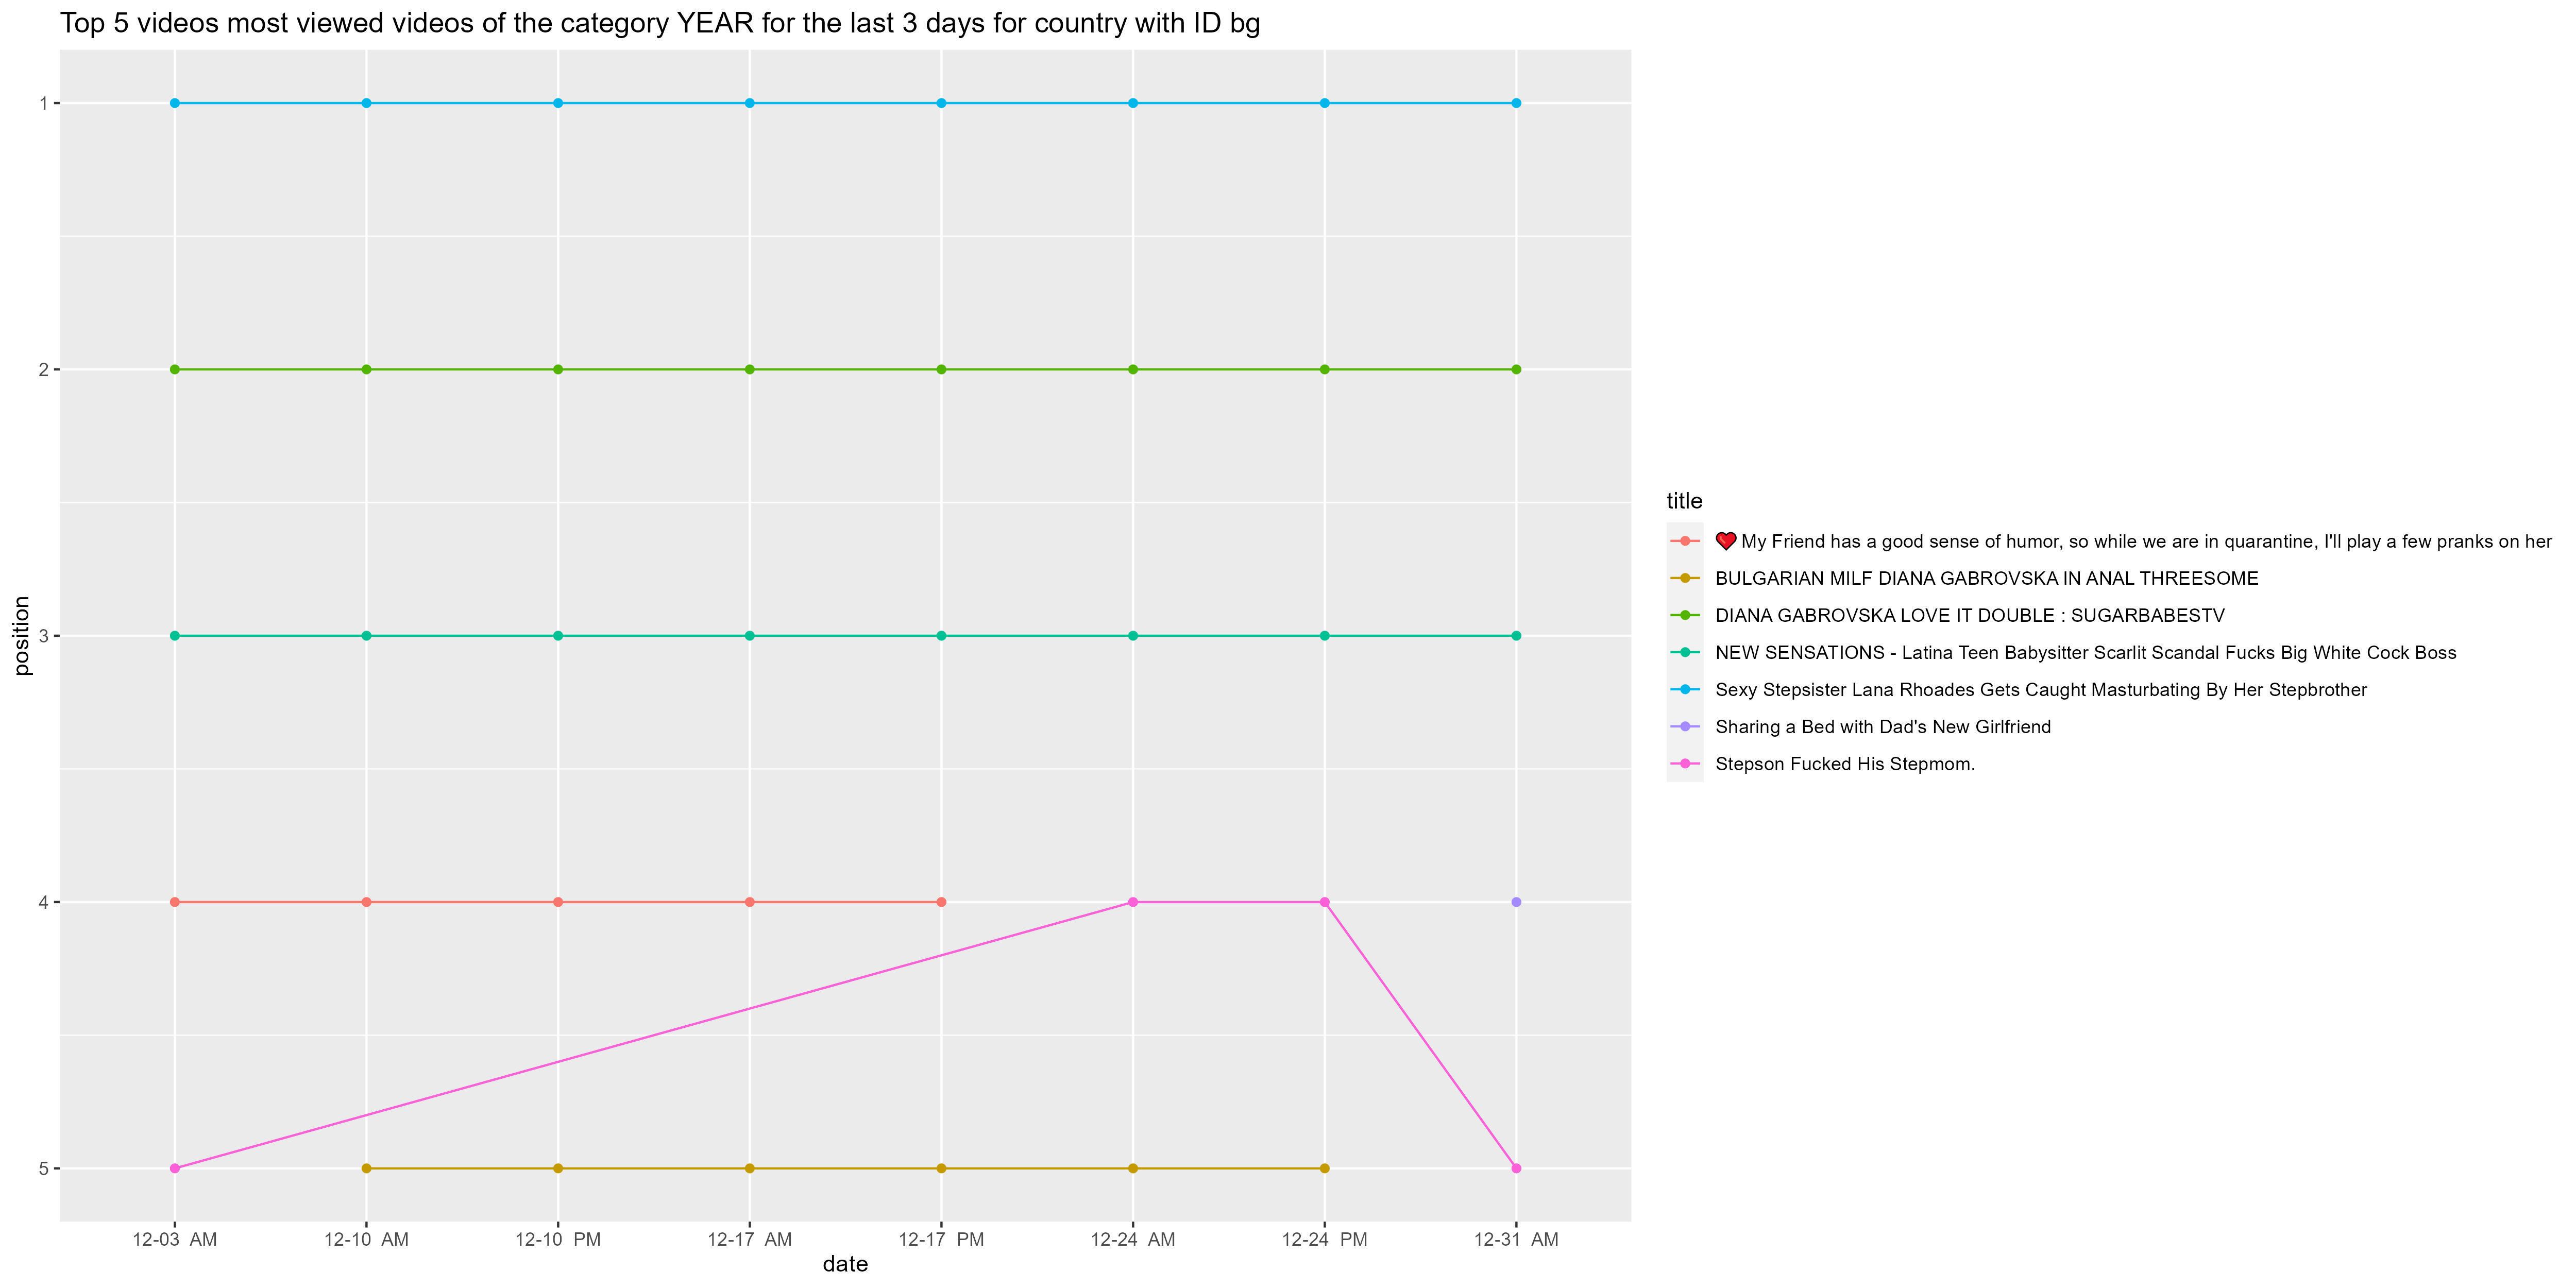 Top 5 videos most viewed videos of the category YEAR for the last 3 days for country with ID bg
position
1
2
3
4
5
12-03 AM
12-10 AM
12-10 PM
12-17 AM
12-17 PM
12-24 AM
12-24 PM
12-31 AM
date
title
❤️ My Friend has a good sense of humor, so while we are in quarantine, I'll play a few pranks on her
BULGARIAN MILF DIANA GABROVSKA IN ANAL THREESOME
DIANA GABROVSKA LOVE IT DOUBLE : SUGARBABESTV
NEW SENSATIONS - Latina Teen Babysitter Scarlit Scandal Fucks Big White Cock Boss
Sexy Stepsister Lana Rhoades Gets Caught Masturbating By Her Stepbrother
Sharing a Bed with Dad's New Girlfriend
Stepson Fucked His Stepmom.